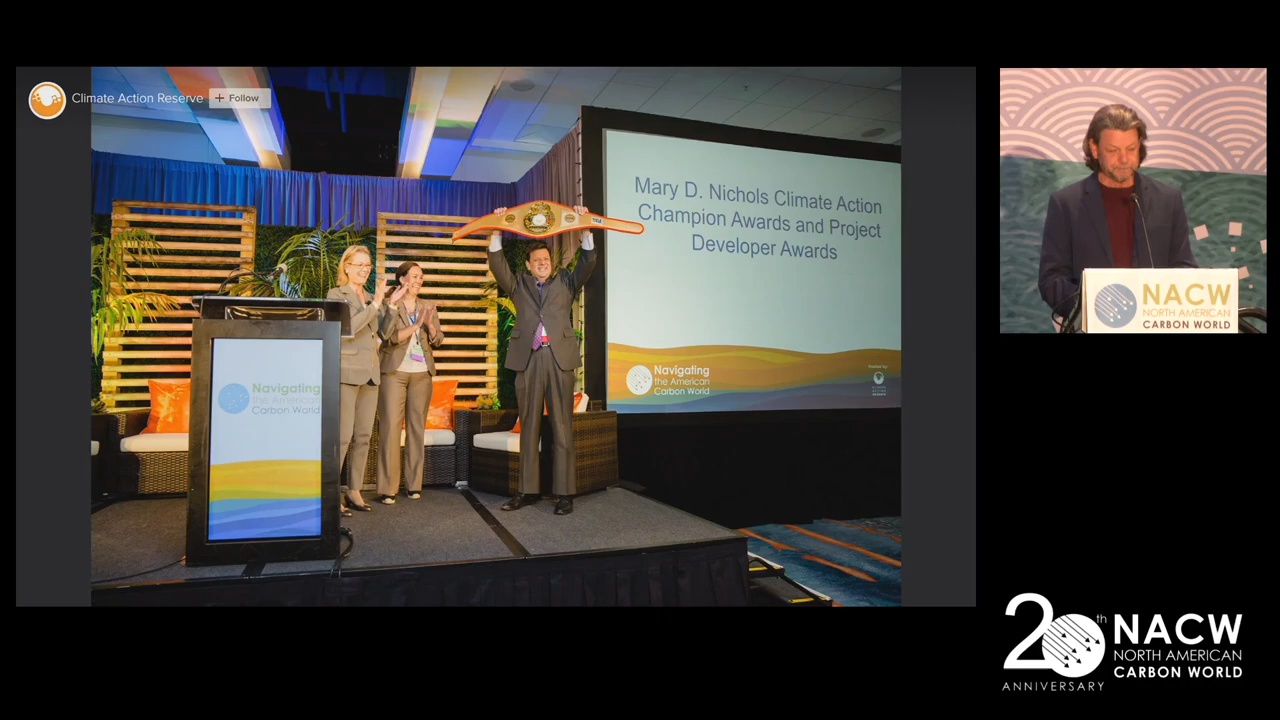 Climate Action Reserve + Follow
Mary D. Nichols Climate Action
Champion Awards and Project
Developer Awards
Navigating
the American
Carbon World
Navigating
the American
Carbon World
NACW
NORTH AMERICAN
CARBON WORLD
20th
ANNIVERSARY
NACW
NORTH AMERICAN
CARBON WORLD